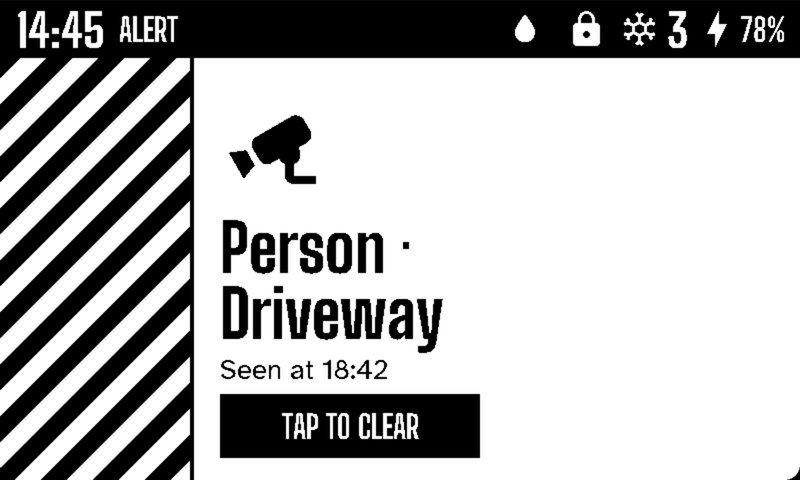 14:45 ALERT 3 78%
Person ·
Driveway
Seen at 18:42
TAP TO CLEAR